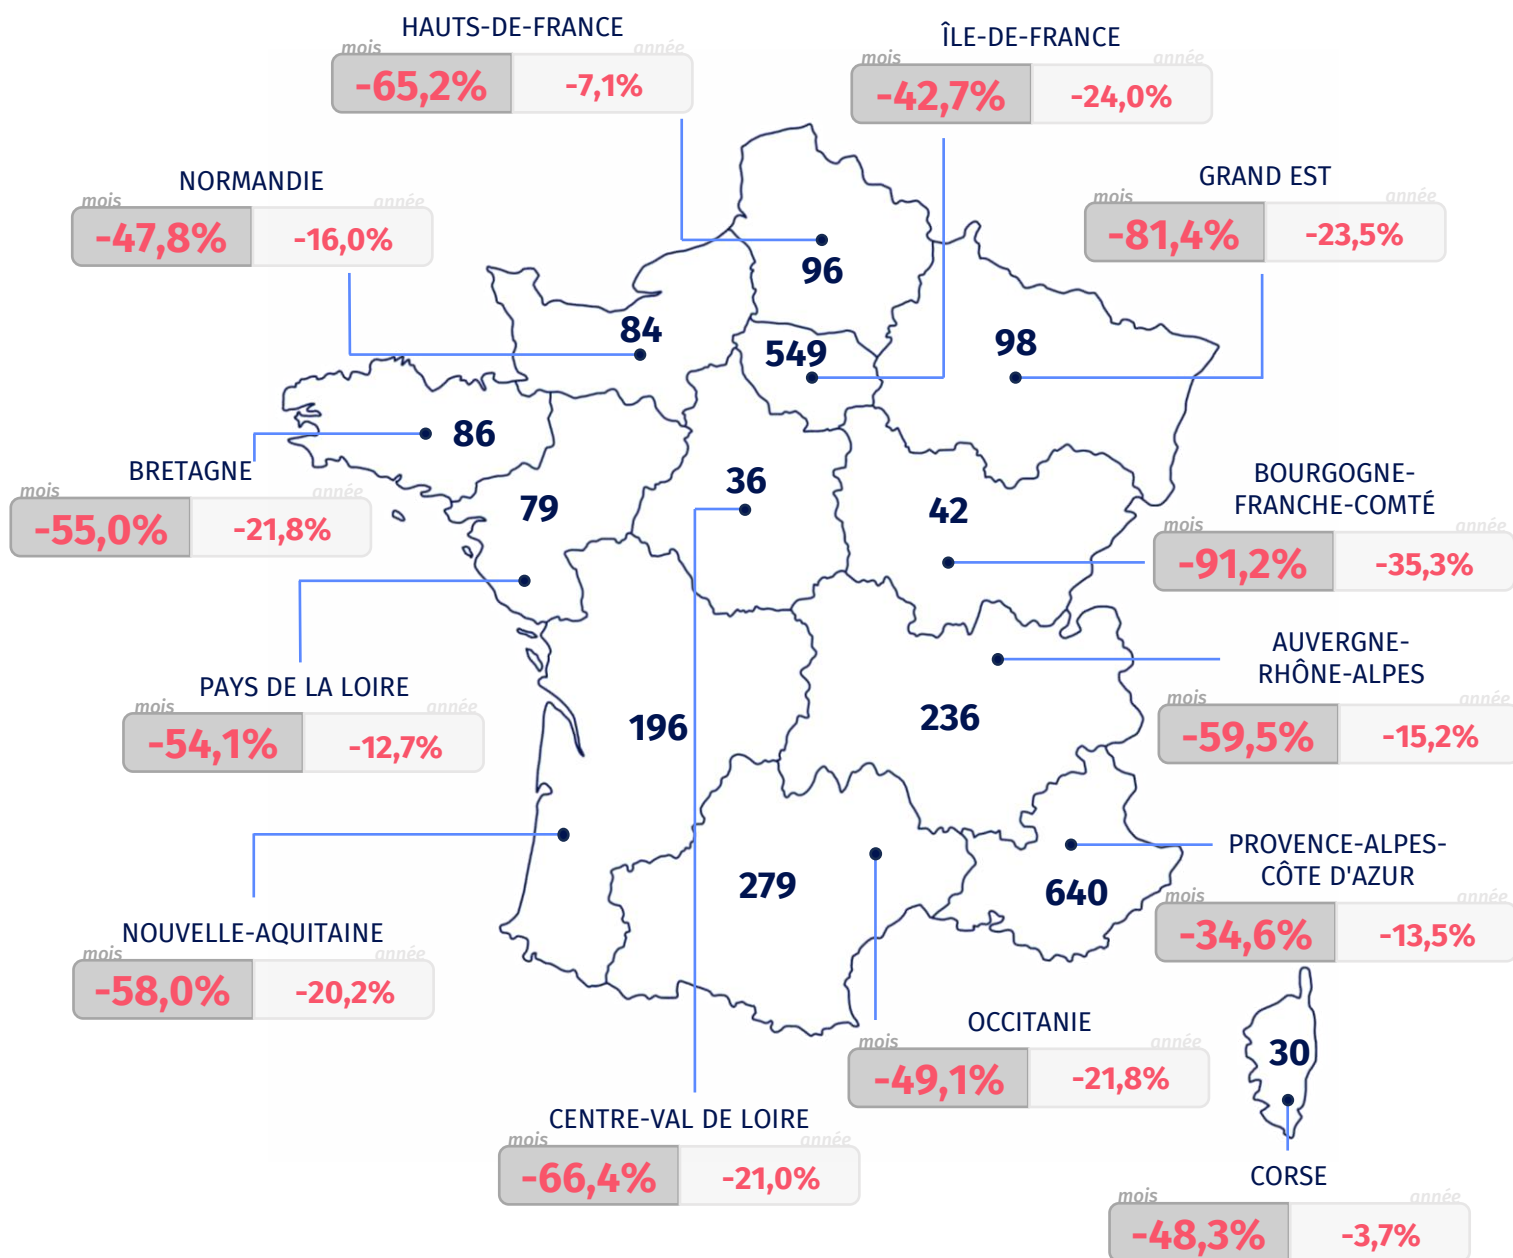 HAUTS-DE-FRANCE
mois année
-65,2% -7,1%
ÎLE-DE-FRANCE
mois année
-42,7% -24,0%
NORMANDIE
mois année
-47,8% -16,0%
GRAND EST
mois année
-81,4% -23,5%
96
84
549
98
86
BRETAGNE
mois année
-55,0% -21,8%
36
79
42
BOURGOGNE-
FRANCHE-COMTÉ
mois année
-91,2% -35,3%
AUVERGNE-
RHÔNE-ALPES
mois année
-59,5% -15,2%
PAYS DE LA LOIRE
mois année
-54,1% -12,7%
196
236
PROVENCE-ALPES-
CÔTE D'AZUR
mois année
-34,6% -13,5%
279
640
NOUVELLE-AQUITAINE
mois année
-58,0% -20,2%
OCCITANIE
mois année
-49,1% -21,8%
30
CENTRE-VAL DE LOIRE
mois année
-66,4% -21,0%
CORSE
mois année
-48,3% -3,7%